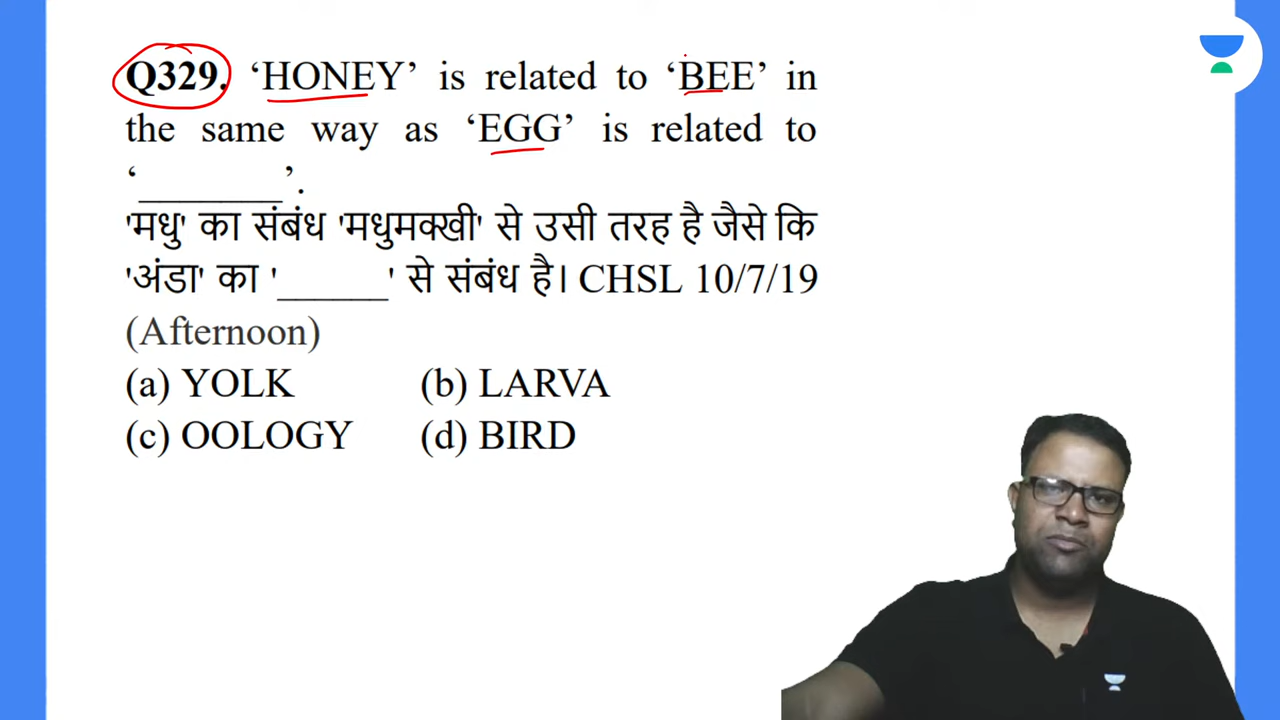 Q329. ‘HONEY’ is related to ‘BEE’ in
the same way as ‘EGG’ is related to
‘_______’.
'मधु' का संबंध 'मधुमक्खी' से उसी तरह है जैसे कि
'अंडा' का '______' से संबंध है। CHSL 10/7/19
(Afternoon)
(a) YOLK (b) LARVA
(c) OOLOGY (d) BIRD